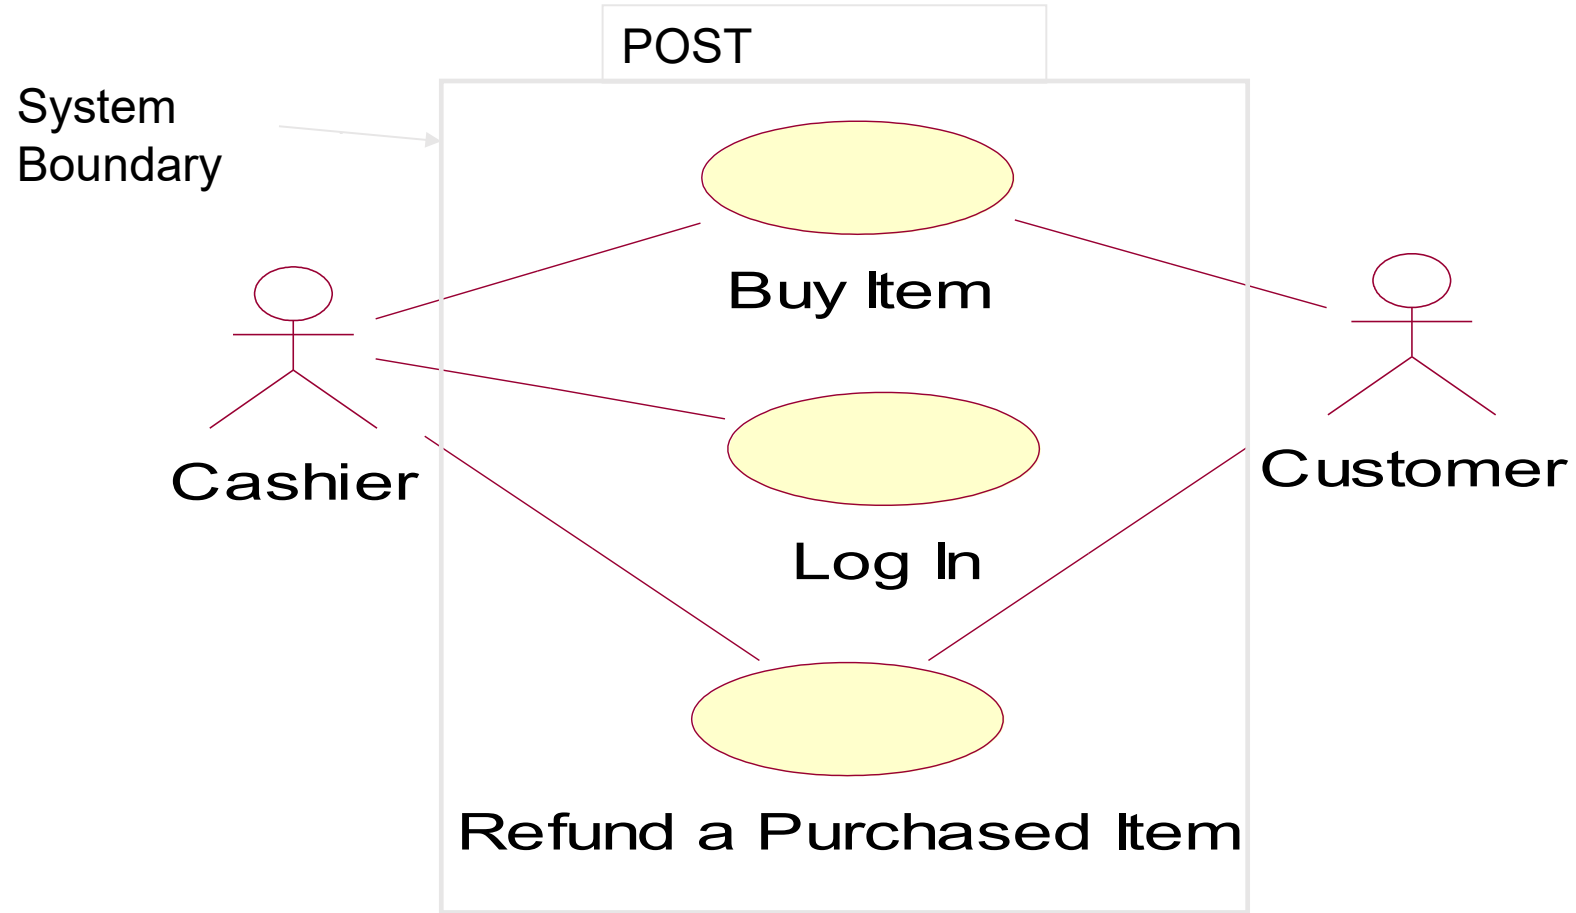 POST
System
Boundary
Buy Item
Cashier
Customer
Log In
Refund a Purchased Item